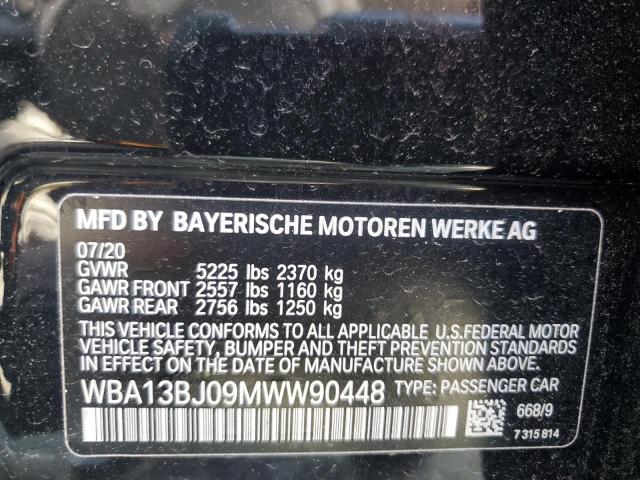 MFD BY BAYERISCHE MOTOREN WERKE AG
07/20
GVWR 5225 lbs 2370 kg
GAWR FRONT 2557 lbs 1160 kg
GAWR REAR 2756 lbs 1250 kg
THIS VEHICLE CONFORMS TO ALL APPLICABLE U.S.FEDERAL MOTOR
VEHICLE SAFETY, BUMPER AND THEFT PREVENTION STANDARDS
IN EFFECT ON THE DATE OF MANUFACTURE SHOWN ABOVE.
WBA13BJ09MWW90448 TYPE: PASSENGER CAR
668/9
7 315 814